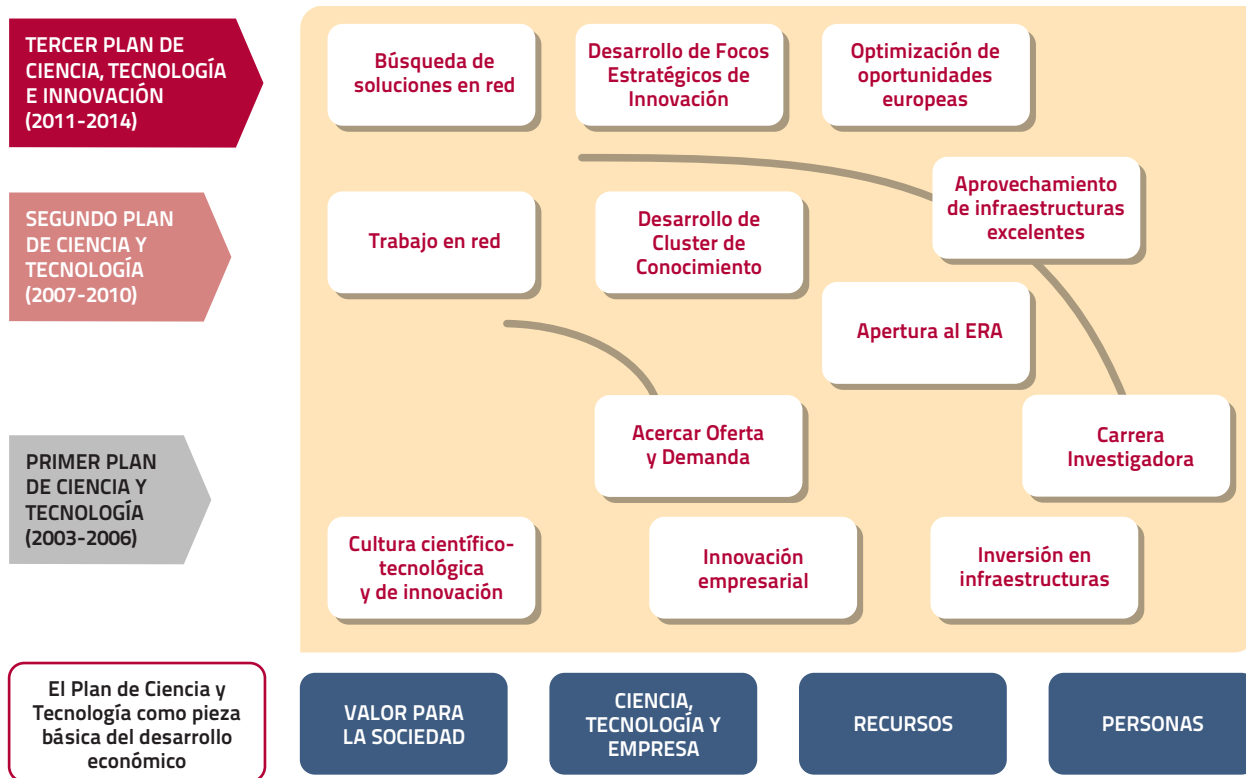 TERCER PLAN DE
CIENCIA, TECNOLOGÍA
E INNOVACIÓN
(2011-2014)
Búsqueda de
soluciones en red
Desarrollo de Focos
Estratégicos de
Innovación
Optimización de
oportunidades
europeas
Aprovechamiento
de infraestructuras
excelentes
SEGUNDO PLAN
DE CIENCIA Y
TECNOLOGÍA
(2007-2010)
Trabajo en red
Desarrollo de
Cluster de
Conocimiento
Apertura al ERA
Acercar Oferta
y Demanda
Carrera
Investigadora
PRIMER PLAN
DE CIENCIA Y
TECNOLOGÍA
(2003-2006)
Cultura científico-
tecnológica
y de innovación
Innovación
empresarial
Inversión en
infraestructuras
El Plan de Ciencia y
Tecnología como pieza
básica del desarrollo
económico
VALOR PARA
LA SOCIEDAD
CIENCIA,
TECNOLOGÍA Y
EMPRESA
RECURSOS
PERSONAS